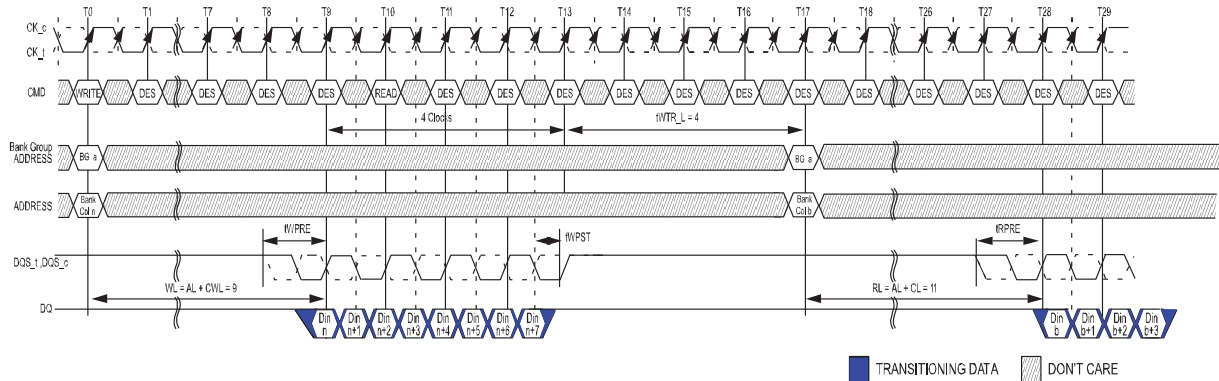 T0 T1 T7 T8 T9 T10 T11 T12 T13 T14 T15 T16 T17 T18 T26 T27 T28 T29
CK_c
CK_t
CMD WRITE DES DES DES DES READ DES DES DES DES DES DES DES DES DES DES DES DES
4 Clocks tWTR_L = 4
Bank Group
ADDRESS BG a BG a
ADDRESS Bank
Col n Bank
Col b
tWPRE tWPST tRPRE
DQS_t ,DQS_c
WL = AL + CWL = 9 RL = AL + CL = 11
DQ Din
n Din
n+1 Din
n+2 Din
n+3 Din
n+4 Din
n+5 Din
n+6 Din
n+7 Din
b Din
b+1 Din
b+2 Din
b+3
TRANSITIONING DATA DON'T CARE